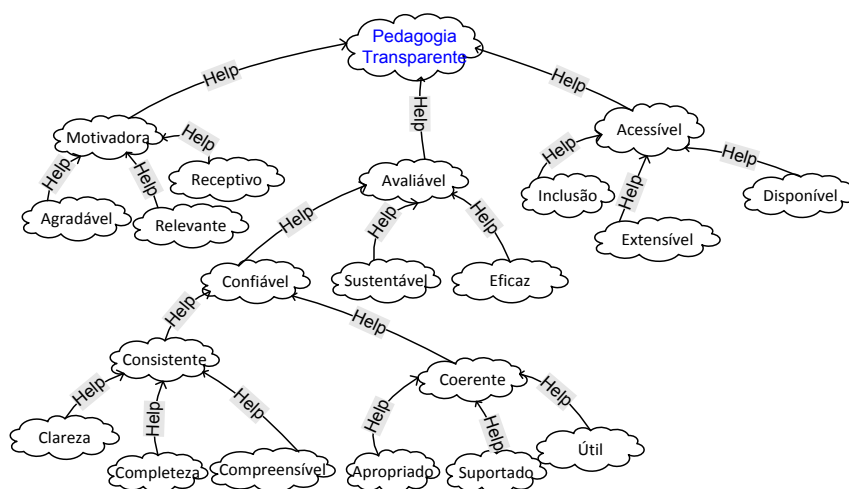 Pedagogia
Transparente
Help
Help
Help
Motivadora
Acessível
Help
Help
Help
Help
Help
Help
Receptivo
Avaliável
Inclusão
Disponível
Agradável
Relevante
Extensível
Help
Help
Help
Confiável
Sustentável
Eficaz
Help
Help
Consistente
Coerente
Help
Help
Help
Help
Help
Help
Clareza
Útil
Completeza
Compreensível
Apropriado
Suportado